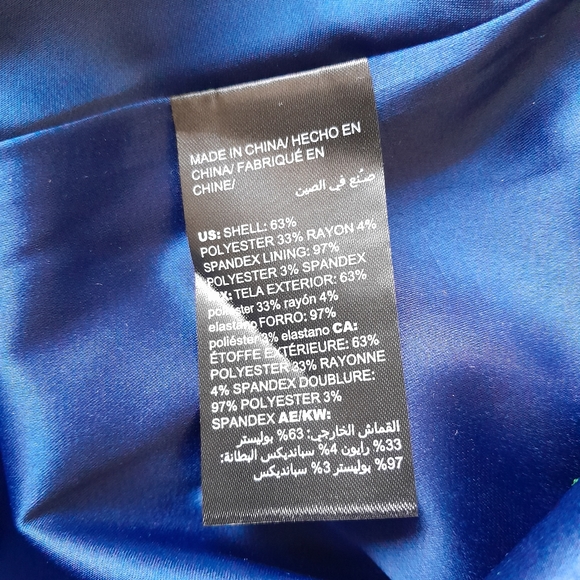 MADE IN CHINA/ HECHO EN
CHINA/ FABRIQUÉ EN
CHINE/
صُنع في الصين
US: SHELL: 63%
POLYESTER 33% RAYON 4%
SPANDEX LINING: 97%
POLYESTER 3% SPANDEX
MX: TELA EXTERIOR: 63%
poliéster 33% rayón 4%
elastano FORRO: 97%
poliéster 3% elastano CA:
ÉTOFFE EXTÉRIEURE: 63%
POLYESTER 33% RAYONNE
4% SPANDEX DOUBLURE:
97% POLYESTER 3%
SPANDEX AE/KW:
القماش الخارجي: 63% بوليستر
33% رايون 4% سبانديكس البطانة:
97% بوليستر 3% سبانديكس